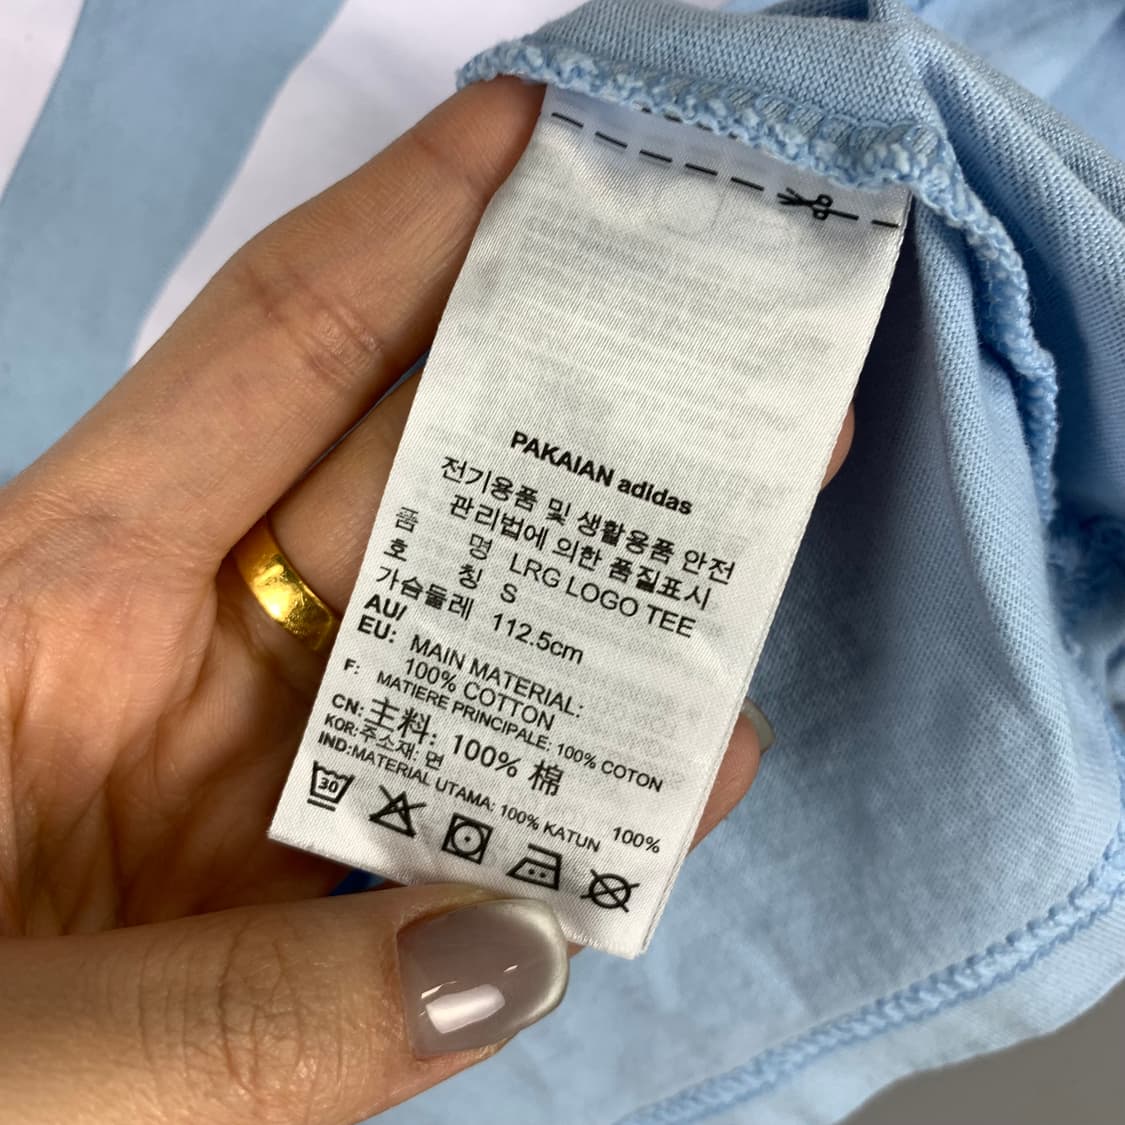 PAKAIAN adidas
전기용품 및 생활용품 안전
관리법에 의한 품질표시
품 명 LRG LOGO TEE
호 칭 S
가슴둘레 112.5cm
AU/
EU: MAIN MATERIAL:
100% COTTON
F: MATIERE PRINCIPALE: 100% COTON
CN: 主料: 100% 棉
KOR: 주소재: 면 100%
IND: MATERIAL UTAMA: 100% KATUN
30